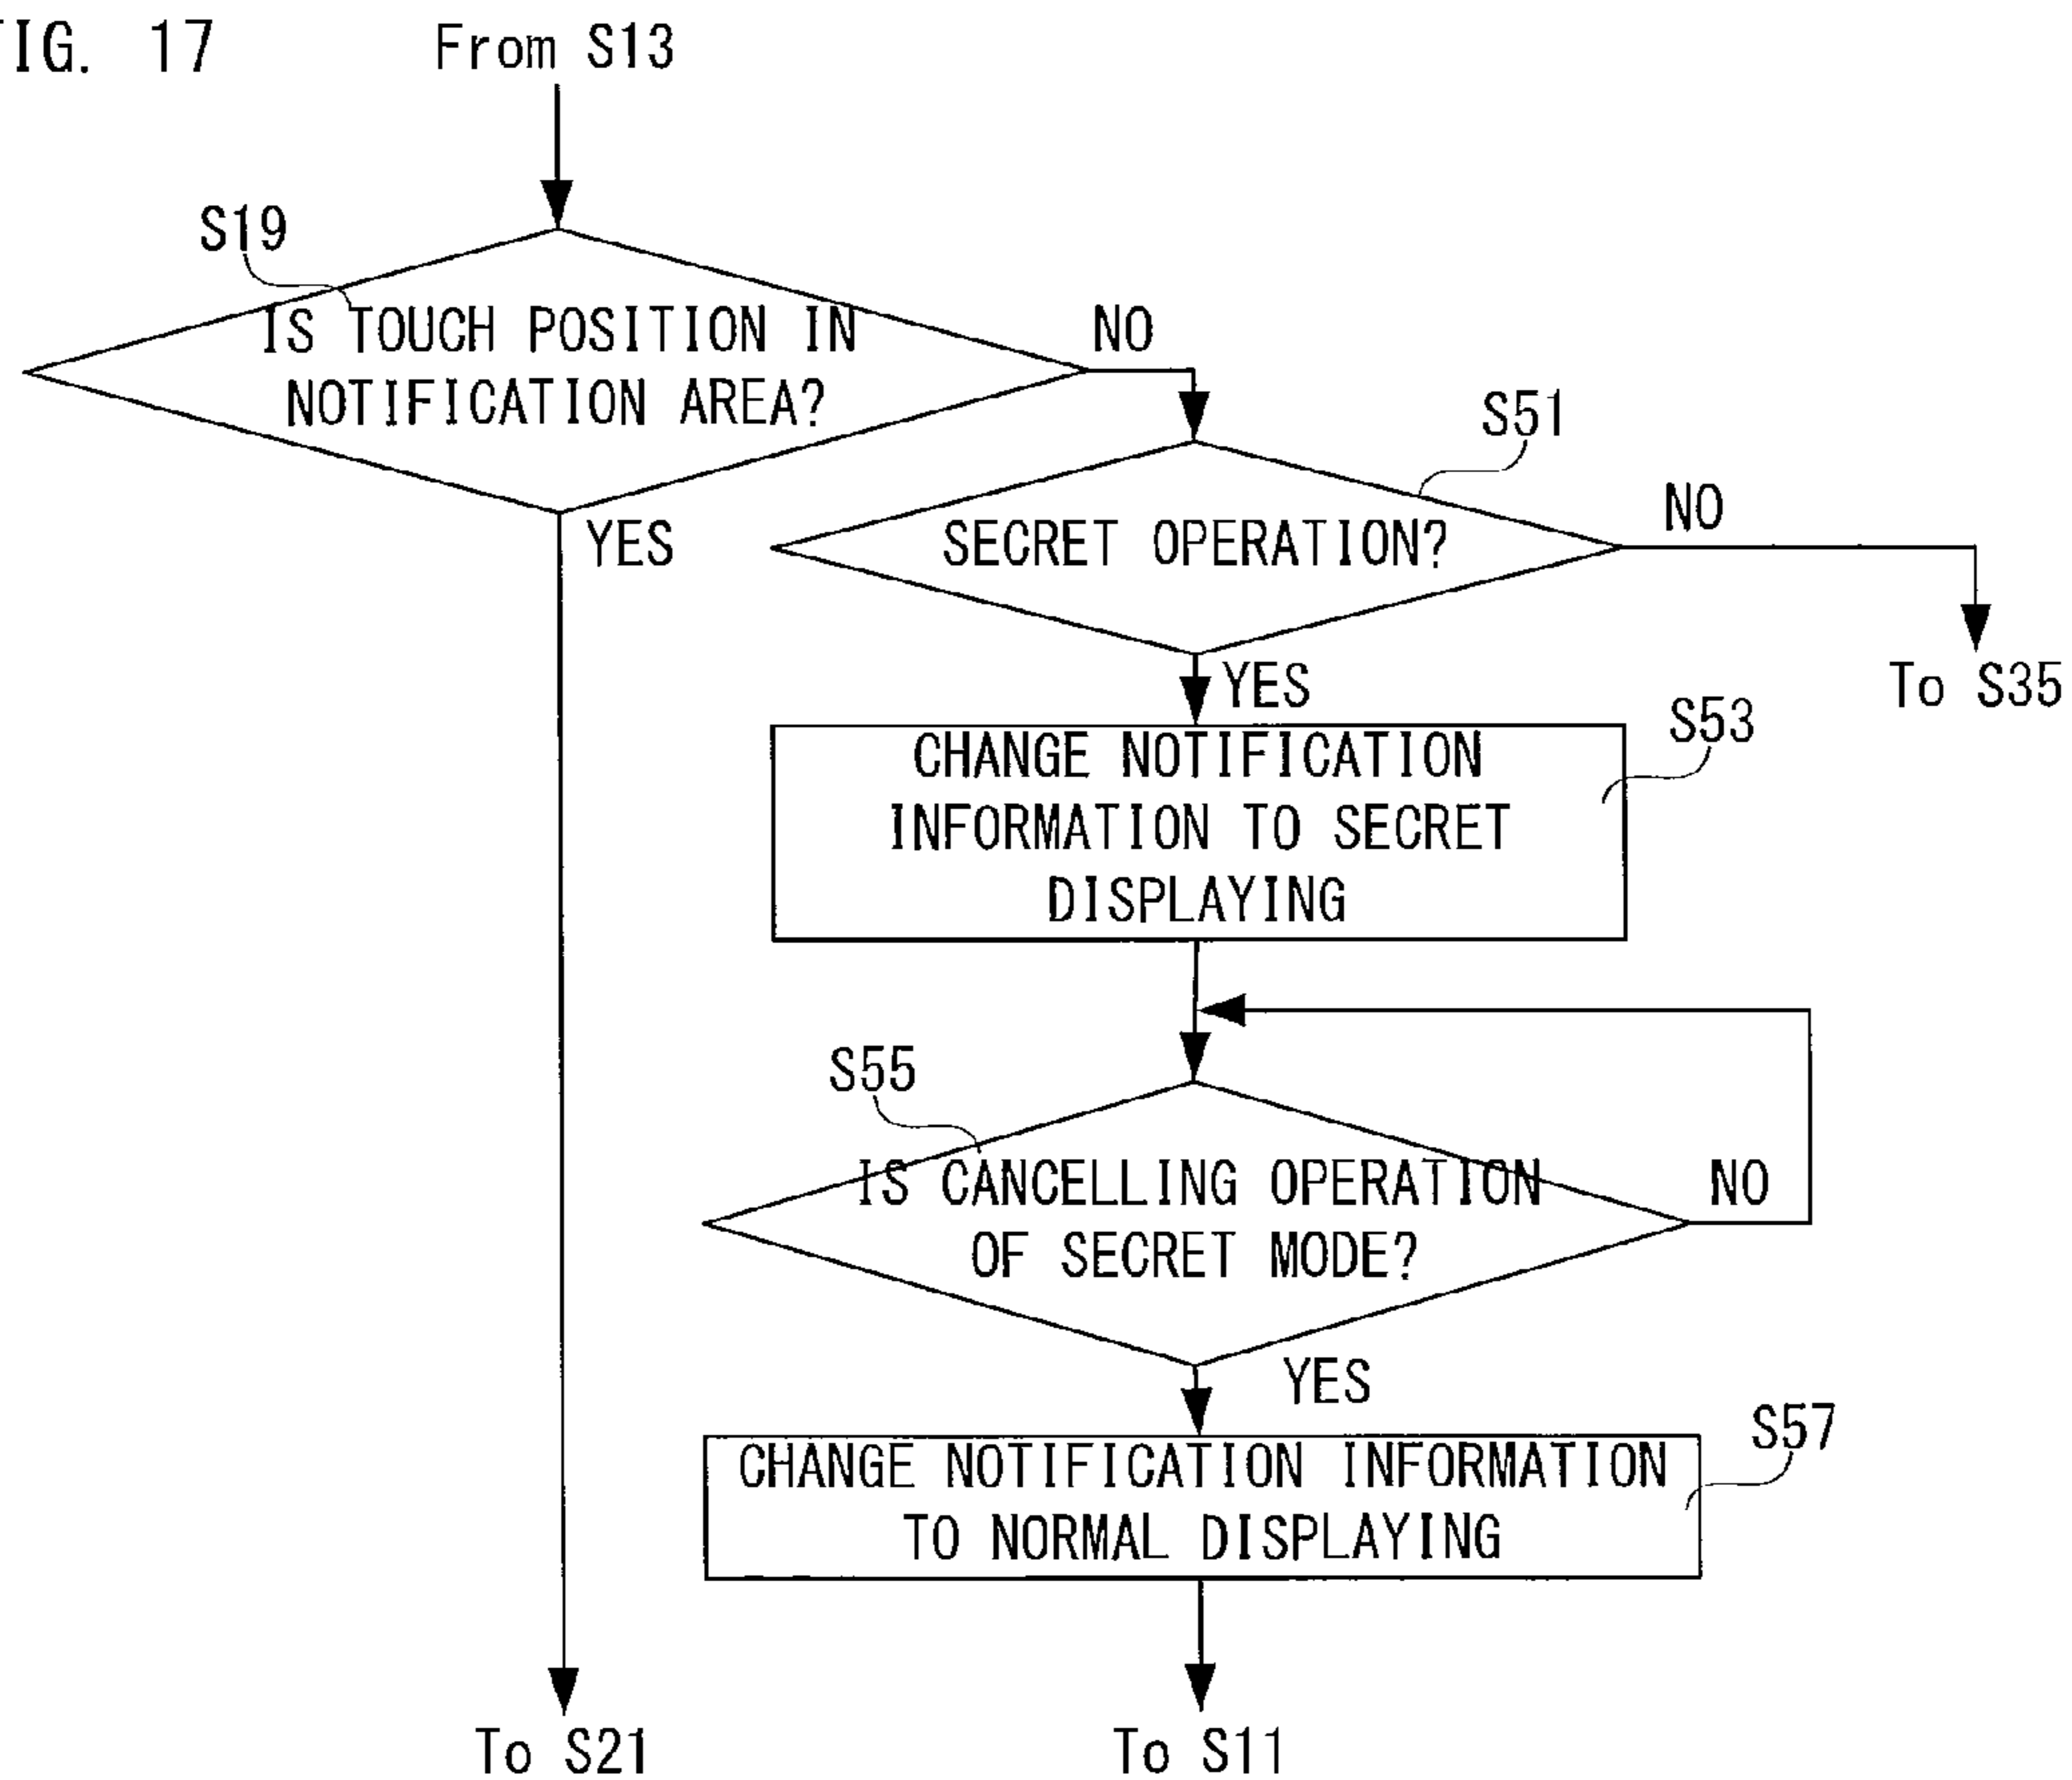 IG. 17
From S13
S19
IS TOUCH POSITION IN
NOTIFICATION AREA?
NO
YES
S51
SECRET OPERATION?
NO
To S35
YES
S53
CHANGE NOTIFICATION
INFORMATION TO SECRET
DISPLAYING
S55
IS CANCELLING OPERATION
OF SECRET MODE?
NO
YES
S57
CHANGE NOTIFICATION INFORMATION
TO NORMAL DISPLAYING
To S21
To S11